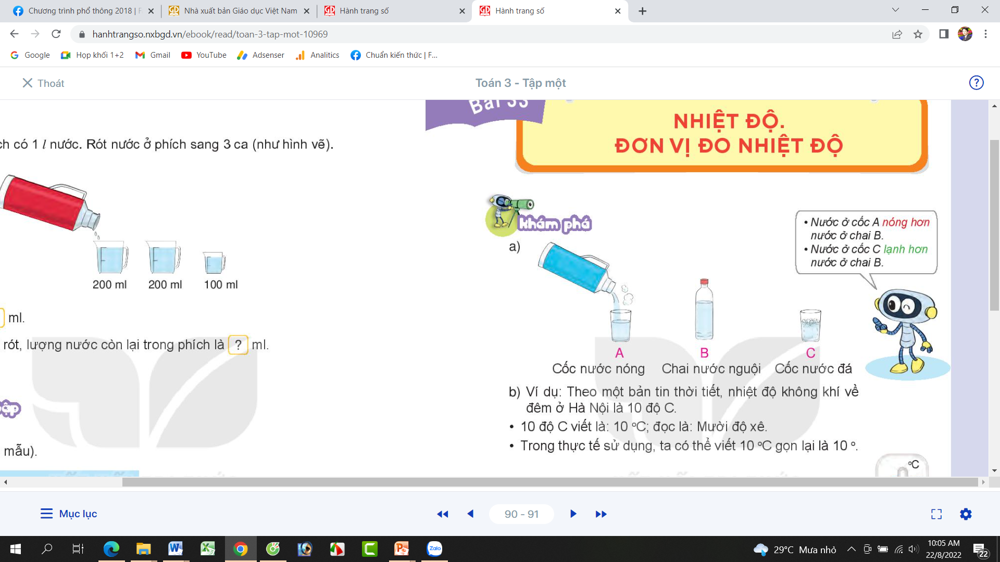 Chương trình phổ thông 2018 | F
Nhà xuất bản Giáo dục Việt Nam
Hành trang số
Hành trang số
hanhtrangso.nxbgd.vn/ebook/read/toan-3-tap-mot-10969
Google
Họp khối 1+2
Gmail
YouTube
Adsenser
Analitics
Chuẩn kiến thức | F...
Thoát
Toán 3 - Tập một
?
ch có 1 l nước. Rót nước ở phích sang 3 ca (như hình vẽ).
200 ml
200 ml
100 ml
ml.
rót, lượng nước còn lại trong phích là ? ml.
ập
mẫu).
Bài 33
NHIỆT ĐỘ.
ĐƠN VỊ ĐO NHIỆT ĐỘ
Khám phá
a)
• Nước ở cốc A nóng hơn
nước ở chai B.
• Nước ở cốc C lạnh hơn
nước ở chai B.
A
B
C
Cốc nước nóng
Chai nước nguội
Cốc nước đá
b) Ví dụ: Theo một bản tin thời tiết, nhiệt độ không khí về
đêm ở Hà Nội là 10 độ C.
• 10 độ C viết là: 10 ºC; đọc là: Mười độ xê.
• Trong thực tế sử dụng, ta có thể viết 10 ºC gọn lại là 10 º.
ºC
Mục lục
90 - 91
Zalo
29°C Mưa nhỏ
10:05 AM
22/8/2022
22